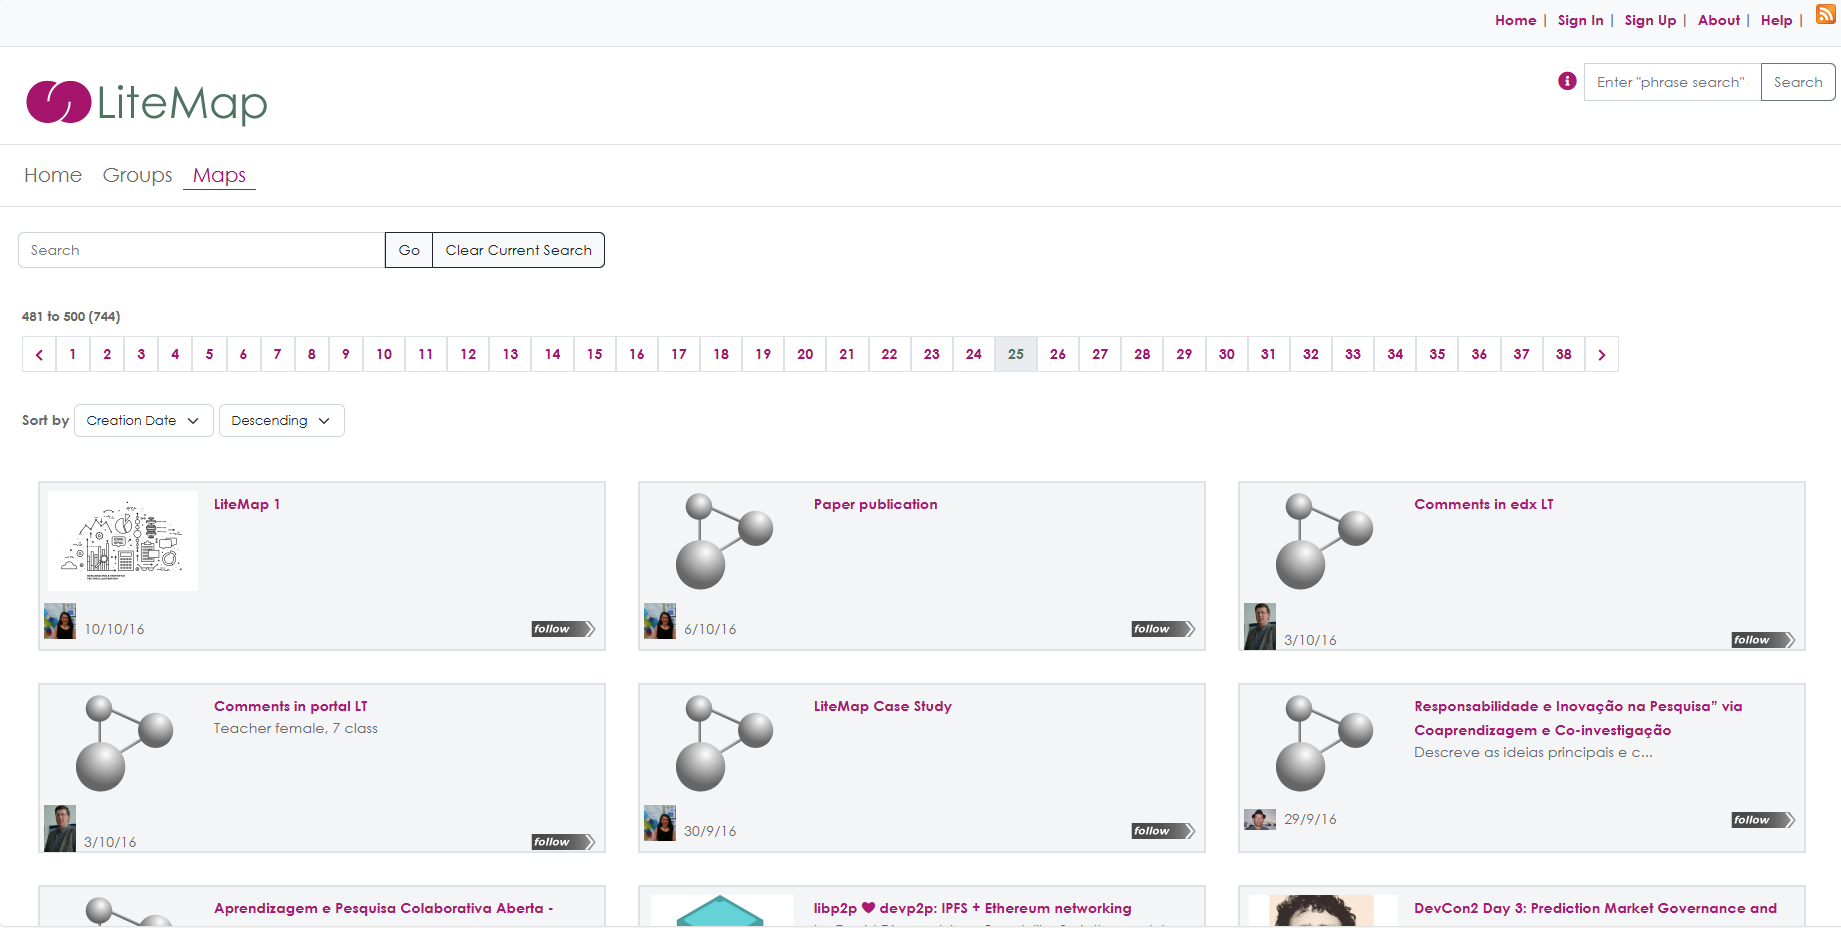 Home | Sign In | Sign Up | About | Help |
LiteMap
Enter "phrase search" Search
Home Groups Maps
Search Go Clear Current Search
481 to 500 (744)
1 2 3 4 5 6 7 8 9 10 11 12 13 14 15 16 17 18 19 20 21 22 23 24 25 26 27 28 29 30 31 32 33 34 35 36 37 38
Sort by Creation Date Descending
LiteMap 1
10/10/16 follow
Paper publication
6/10/16 follow
Comments in edx LT
3/10/16 follow
Comments in portal LT
Teacher female, 7 class
3/10/16 follow
LiteMap Case Study
30/9/16 follow
Responsabilidade e Inovação na Pesquisa” via
Coaprendizagem e Co-investigação
Descreve as ideias principais e c...
29/9/16 follow
Aprendizagem e Pesquisa Colaborativa Aberta -
libp2p ❤ devp2p: IPFS + Ethereum networking
DevCon2 Day 3: Prediction Market Governance and